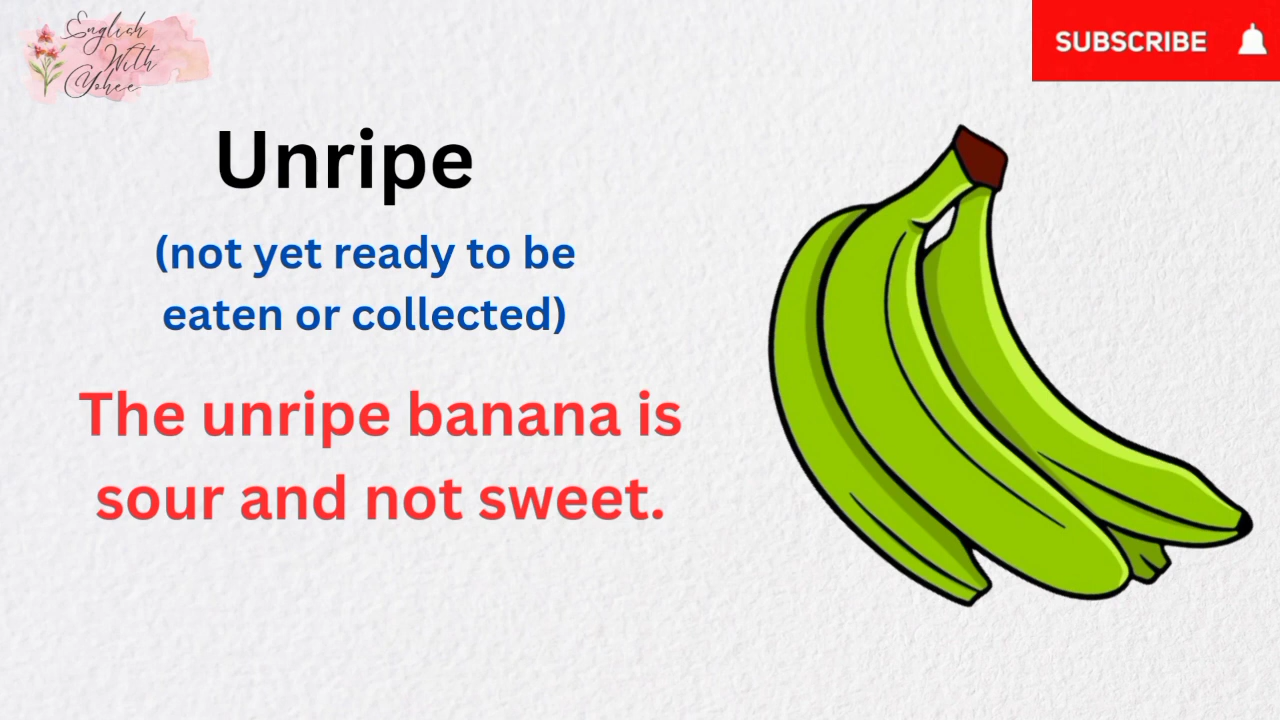 English
With
Yohee
SUBSCRIBE
Unripe
(not yet ready to be
eaten or collected)
The unripe banana is
sour and not sweet.